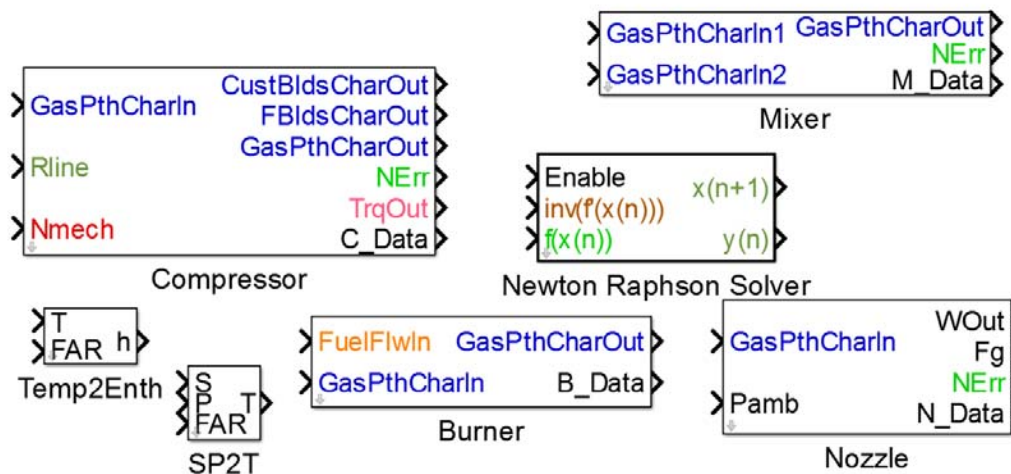 GasPthCharIn1
GasPthCharIn2
GasPthCharOut
NErr
M_Data
Mixer
GasPthCharIn
Rline
Nmech
CustBldsCharOut
FBldsCharOut
GasPthCharOut
NErr
TrqOut
C_Data
Compressor
Enable
inv(f'(x(n)))
f(x(n))
x(n+1)
y(n)
Newton Raphson Solver
T
FAR
h
Temp2Enth
S
P
FAR
T
SP2T
FuelFlwIn
GasPthCharIn
GasPthCharOut
B_Data
Burner
GasPthCharIn
Pamb
WOut
Fg
NErr
N_Data
Nozzle